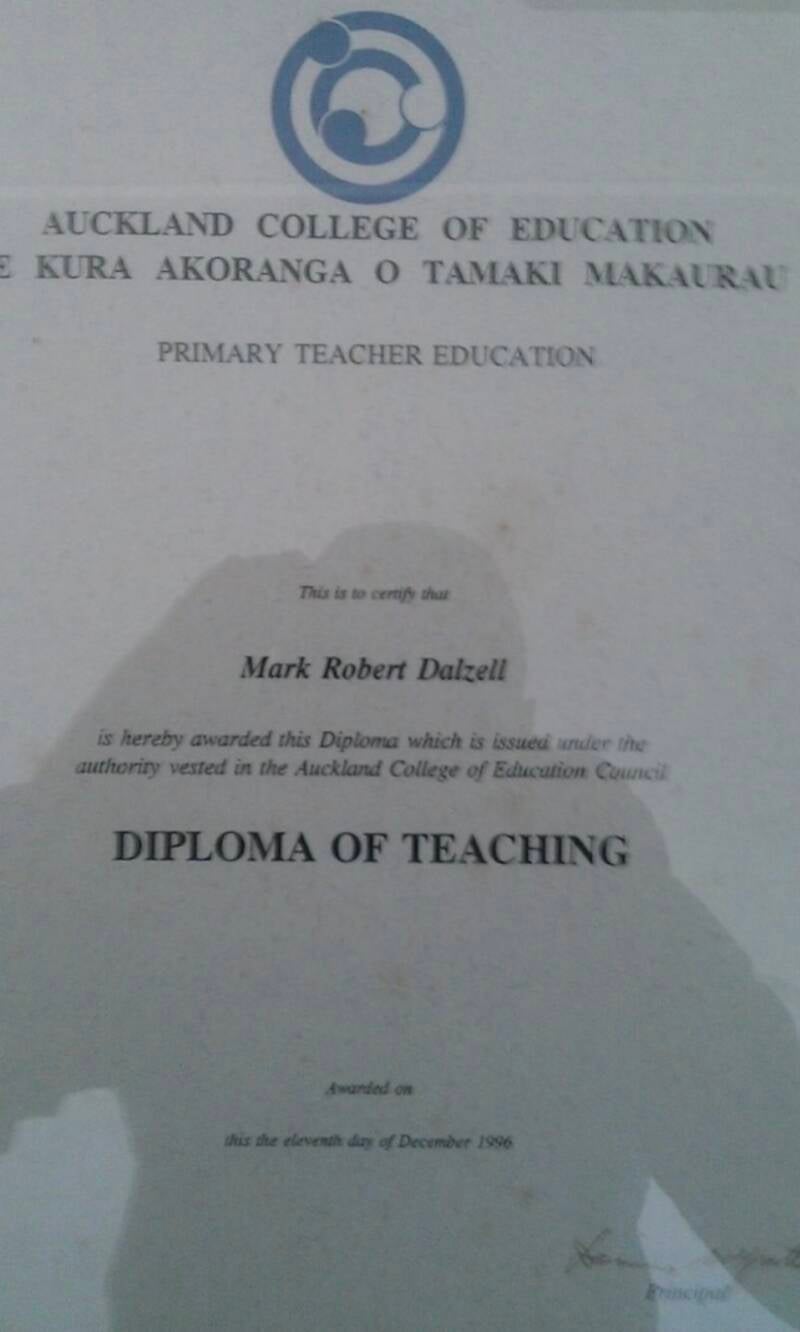 AUCKLAND COLLEGE OF EDUCATION
E KURA AKORANGA O TAMAKI MAKAURAU
PRIMARY TEACHER EDUCATION
This is to certify that
Mark Robert Dalzell
is hereby awarded this Diploma which is issued under the
authority vested in the Auckland College of Education Council
DIPLOMA OF TEACHING
Awarded on
this the eleventh day of December 1996
Principal